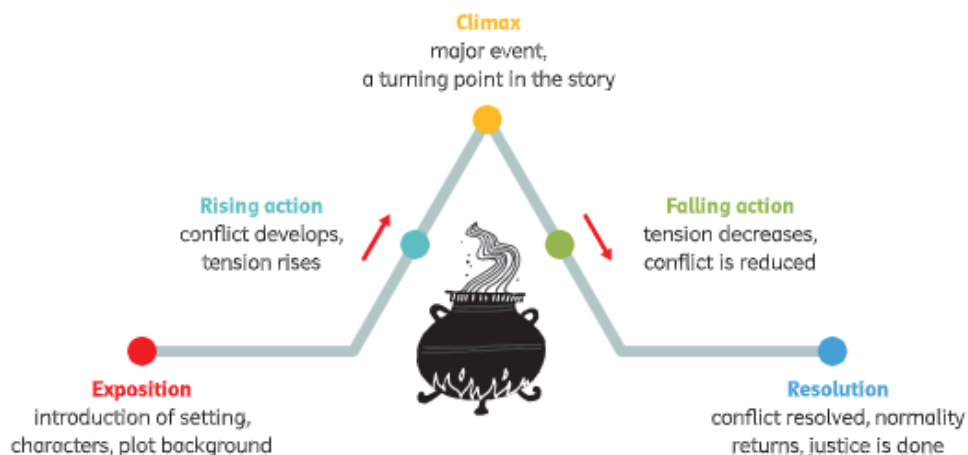 Climax
major event,
a turning point in the story
Rising action
conflict develops,
tension rises
Falling action
tension decreases,
conflict is reduced
Exposition
introduction of setting,
characters, plot background
Resolution
conflict resolved, normality
returns, justice is done